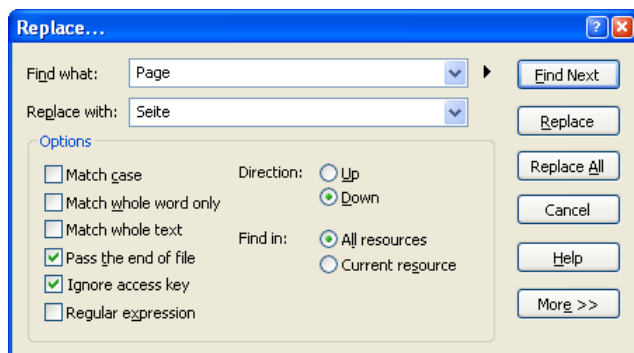 Replace...
Find what: Page
Find Next
Replace with: Seite
Replace
Options
Match case
Match whole word only
Match whole text
Pass the end of file
Ignore access key
Regular expression
Direction:
Up
Down
Find in:
All resources
Current resource
Replace All
Cancel
Help
More >>